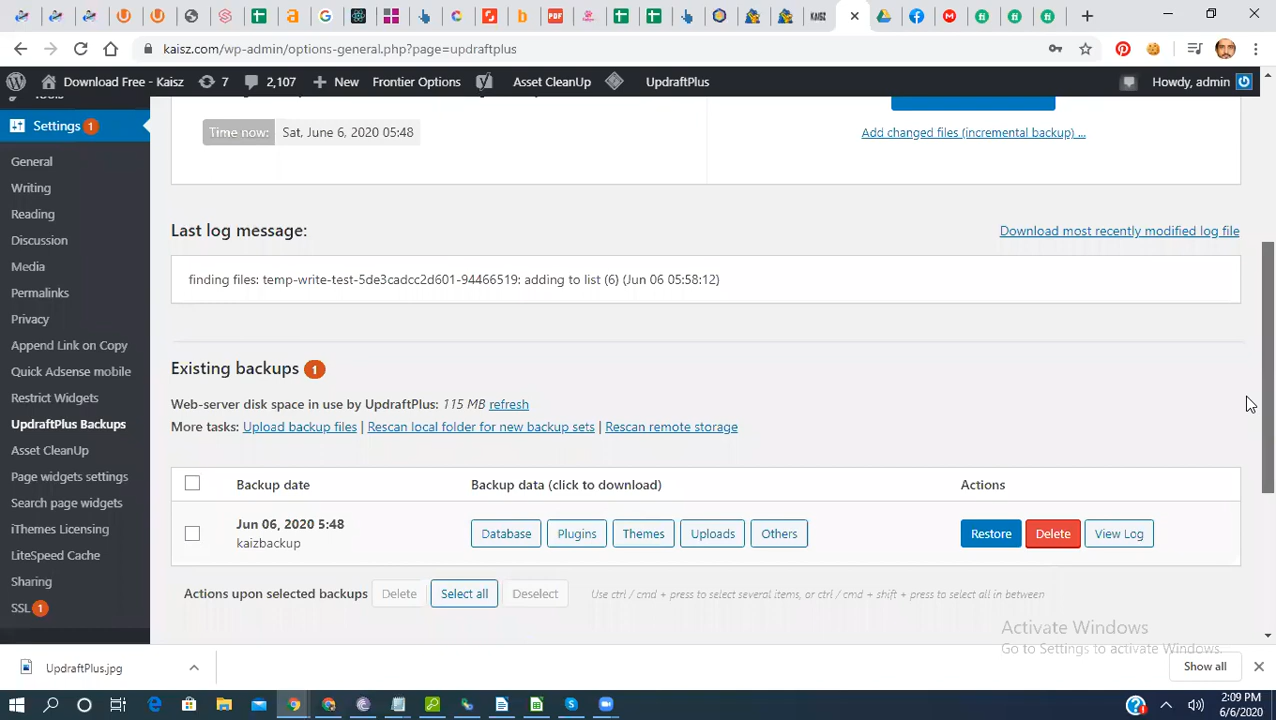 KAISZ
kaisz.com/wp-admin/options-general.php?page=updraftplus
Download Free - Kaisz 7 2,107 New Frontier Options Asset CleanUp UpdraftPlus Howdy, admin
Settings 1
General
Writing
Reading
Discussion
Media
Permalinks
Privacy
Append Link on Copy
Quick Adsense mobile
Restrict Widgets
UpdraftPlus Backups
Asset CleanUp
Page widgets settings
Search page widgets
iThemes Licensing
LiteSpeed Cache
Sharing
SSL 1
Time now: Sat, June 6, 2020 05:48
Add changed files (incremental backup) ...
Last log message:
Download most recently modified log file
finding files: temp-write-test-5de3cadcc2d601-94466519: adding to list (6) (Jun 06 05:58:12)
Existing backups 1
Web-server disk space in use by UpdraftPlus: 115 MB refresh
More tasks: Upload backup files | Rescan local folder for new backup sets | Rescan remote storage
Backup date Backup data (click to download) Actions
Jun 06, 2020 5:48
kaizbackup
Database Plugins Themes Uploads Others Restore Delete View Log
Actions upon selected backups Delete Select all Deselect Use ctrl / cmd + press to select several items, or ctrl / cmd + shift + press to select all in between
Activate Windows
Go to Settings to activate Windows.
UpdraftPlus.jpg
Show all
2:09 PM
6/6/2020